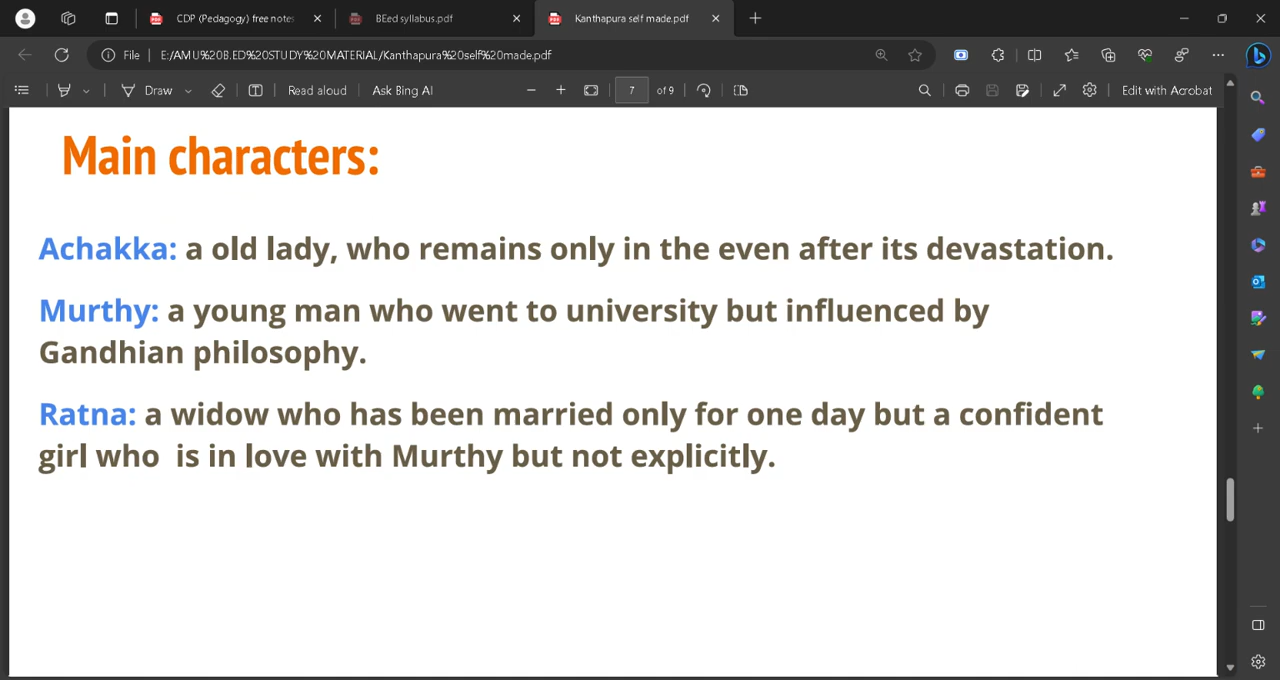 CDP (Pedagogy) free notes
BEed syllabus.pdf
Kanthapura self made.pdf
File
E:/AMU%20B.ED%20STUDY%20MATERIAL/Kanthapura%20self%20made.pdf
Draw
Read aloud
Ask Bing AI
7
of 9
Edit with Acrobat
Main characters:
Achakka: a old lady, who remains only in the even after its devastation.
Murthy: a young man who went to university but influenced by
Gandhian philosophy.
Ratna: a widow who has been married only for one day but a confident
girl who is in love with Murthy but not explicitly.